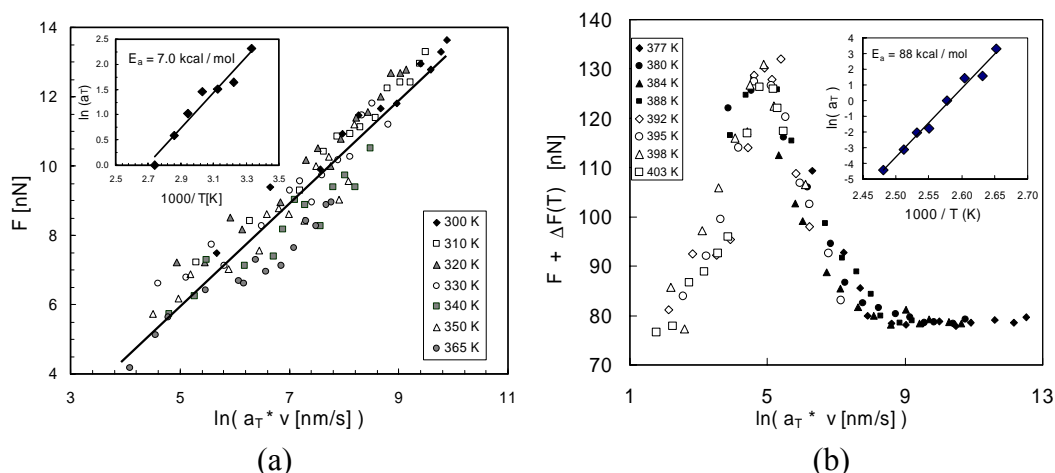 14
12
10
8
6
4
F [nN]
3
5
7
9
11
ln( a_T * v [nm/s] )
2.5
2.0
1.5
1.0
0.5
0.0
ln (a_T)
E_a = 7.0 kcal / mol
2.5
2.7
2.9
3.1
3.3
3.5
1000/ T[K]
300 K
310 K
320 K
330 K
340 K
350 K
365 K
(a)
140
130
120
110
100
90
80
70
F + ΔF(T) [nN]
1
5
9
13
ln( a_T * v [nm/s] )
377 K
380 K
384 K
388 K
392 K
395 K
398 K
403 K
4
3
2
1
0
-1
-2
-3
-4
-5
ln( a_T )
E_a = 88 kcal / mol
2.45
2.50
2.55
2.60
2.65
2.70
1000 / T (K)
(b)